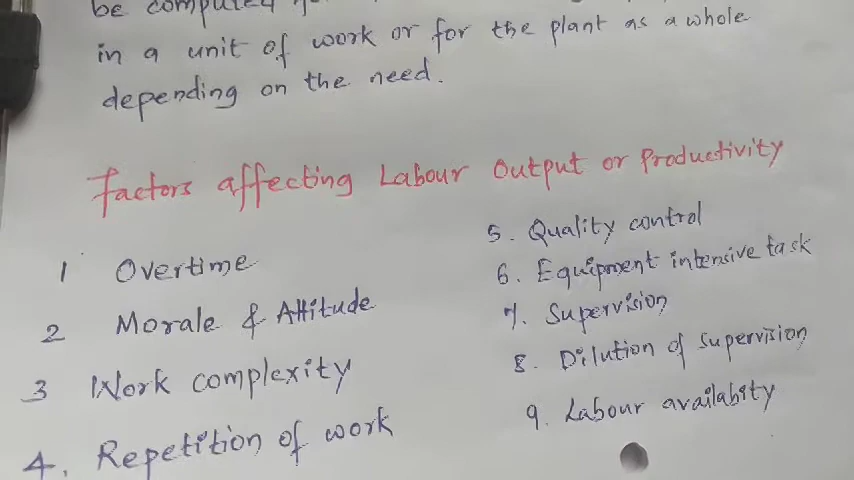 be computed
in a unit of work or for the plant as a whole
depending on the need.
Factors affecting Labour Output or Productivity
1 Overtime
2 Morale & Attitude
3 Work complexity
4. Repetition of work
5. Quality control
6. Equipment intensive task
7. Supervision
8. Dilution of supervision
9. Labour availabity